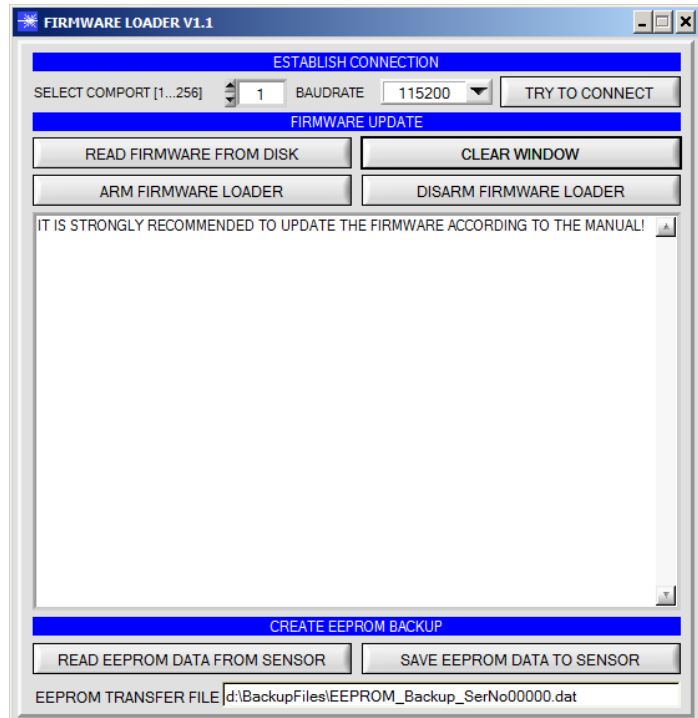 FIRMWARE LOADER V1.1
ESTABLISH CONNECTION
SELECT COMPORT [1...256] 1 BAUDRATE 115200 TRY TO CONNECT
FIRMWARE UPDATE
READ FIRMWARE FROM DISK CLEAR WINDOW
ARM FIRMWARE LOADER DISARM FIRMWARE LOADER
IT IS STRONGLY RECOMMENDED TO UPDATE THE FIRMWARE ACCORDING TO THE MANUAL!
CREATE EEPROM BACKUP
READ EEPROM DATA FROM SENSOR SAVE EEPROM DATA TO SENSOR
EEPROM TRANSFER FILE d:\BackupFiles\EEPROM_Backup_SerNo00000.dat